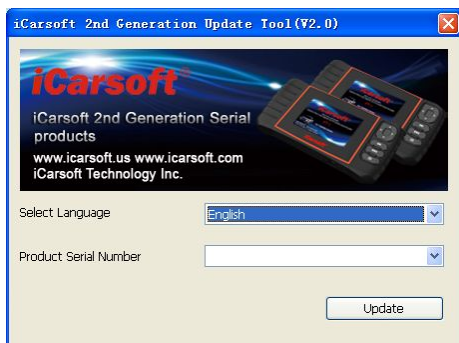 iCarsoft 2nd Generation Update Tool(V2.0)
iCarsoft®
iCarsoft 2nd Generation Serial
products
www.icarsoft.us www.icarsoft.com
iCarsoft Technology Inc.
Select Language
English
Product Serial Number
Update